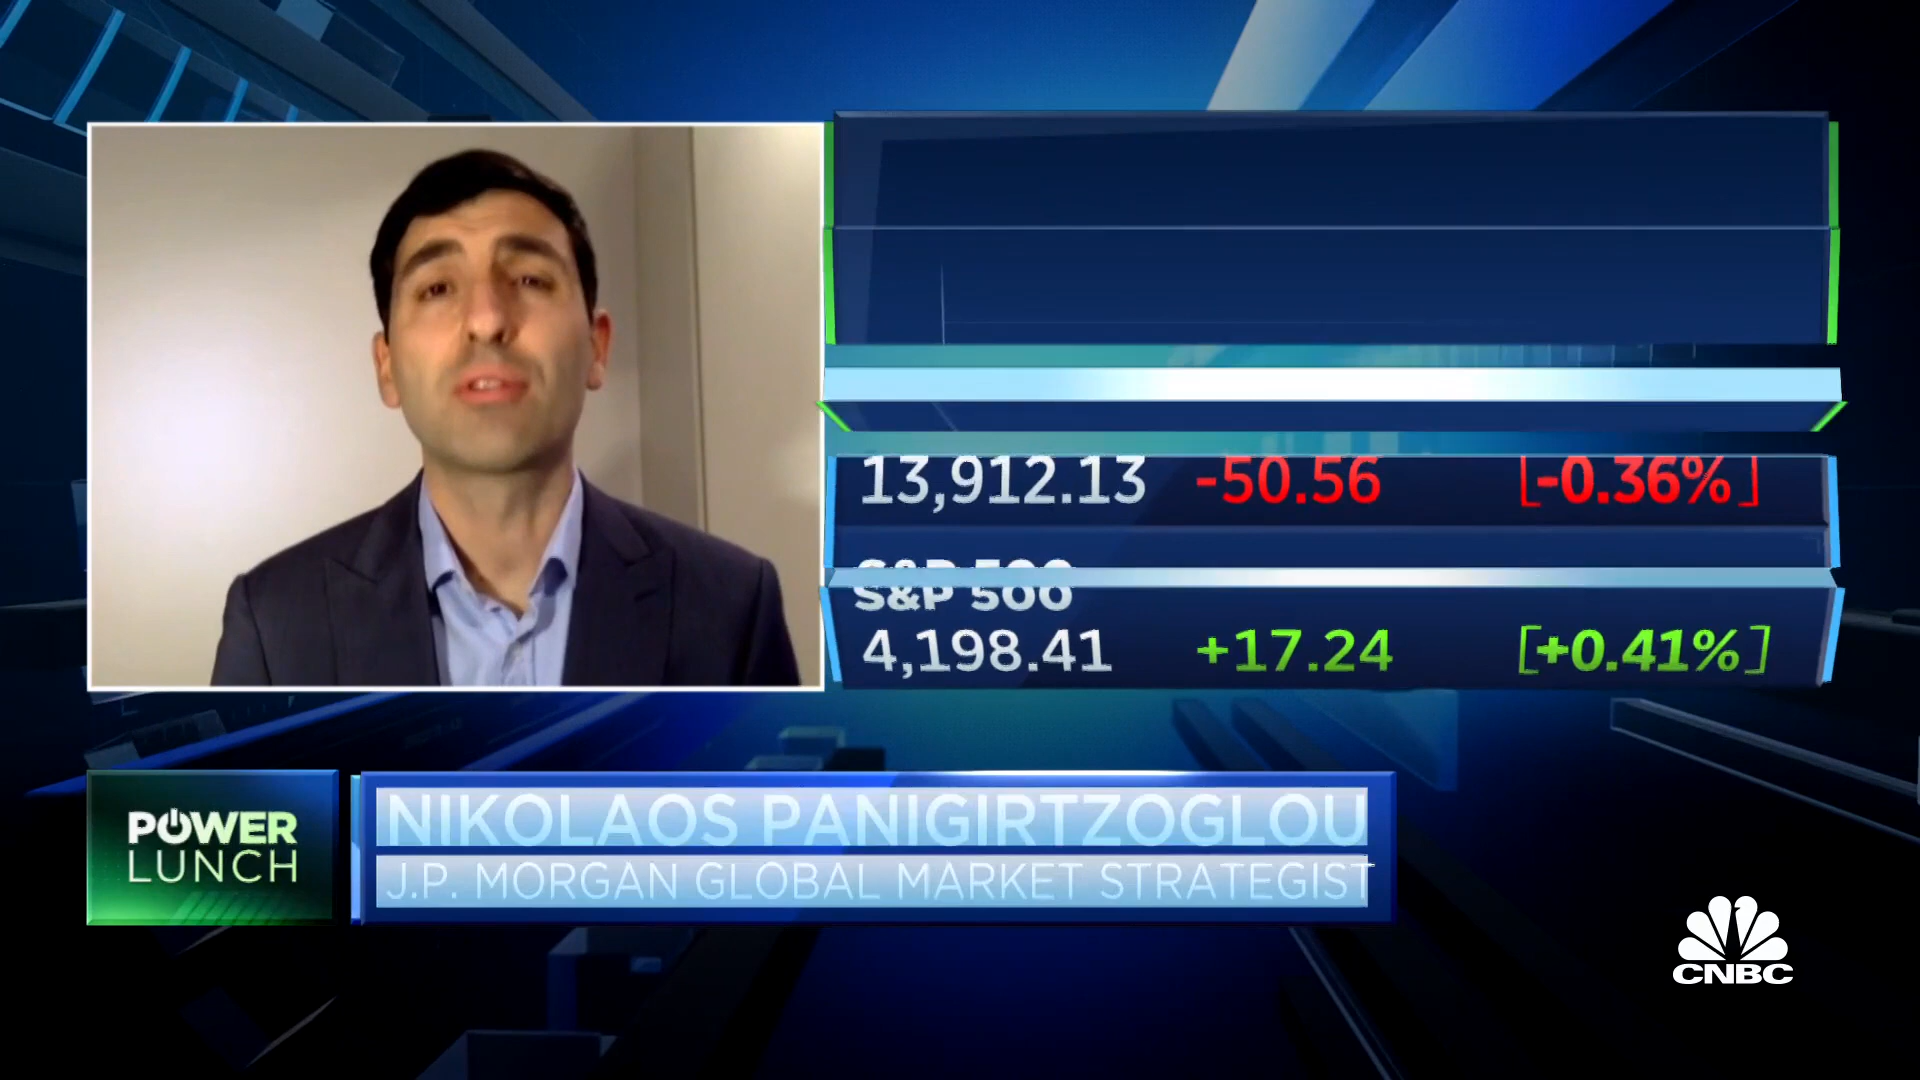 13,912.13 -50.56 [-0.36%]
S&P 500
4,198.41 +17.24 [+0.41%]
POWER
LUNCH
NIKOLAOS PANIGIRTZOGLOU
J.P. MORGAN GLOBAL MARKET STRATEGIST
CNBC